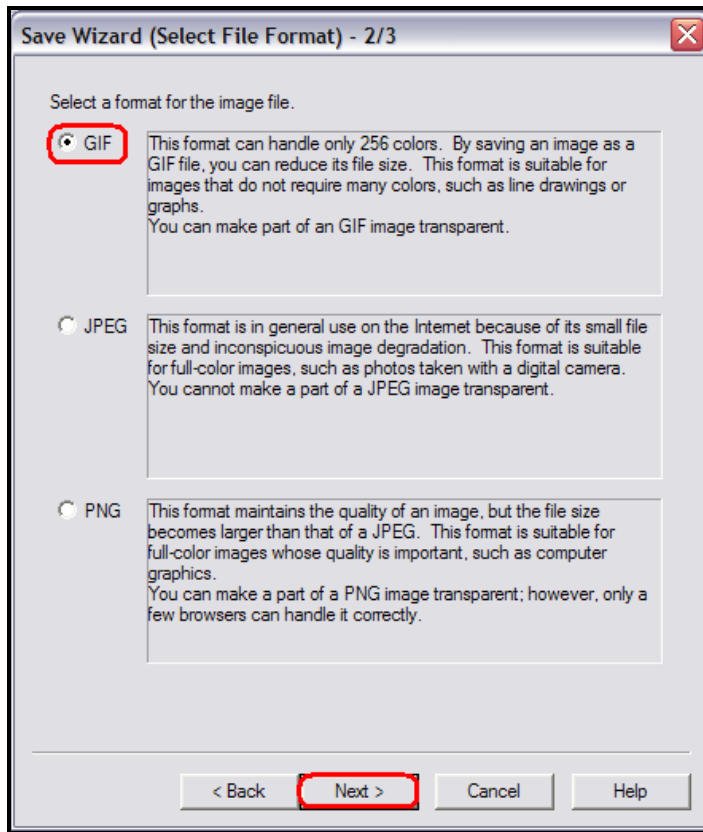 Save Wizard (Select File Format) - 2/3
Select a format for the image file.
GIF
This format can handle only 256 colors.  By saving an image as a
GIF file, you can reduce its file size.  This format is suitable for
images that do not require many colors, such as line drawings or
graphs.
You can make part of an GIF image transparent.
JPEG
This format is in general use on the Internet because of its small file
size and inconspicuous image degradation.  This format is suitable
for full-color images, such as photos taken with a digital camera.
You cannot make a part of a JPEG image transparent.
PNG
This format maintains the quality of an image, but the file size
becomes larger than that of a JPEG.  This format is suitable for
full-color images whose quality is important, such as computer
graphics.
You can make a part of a PNG image transparent; however, only a
few browsers can handle it correctly.
< Back
Next >
Cancel
Help